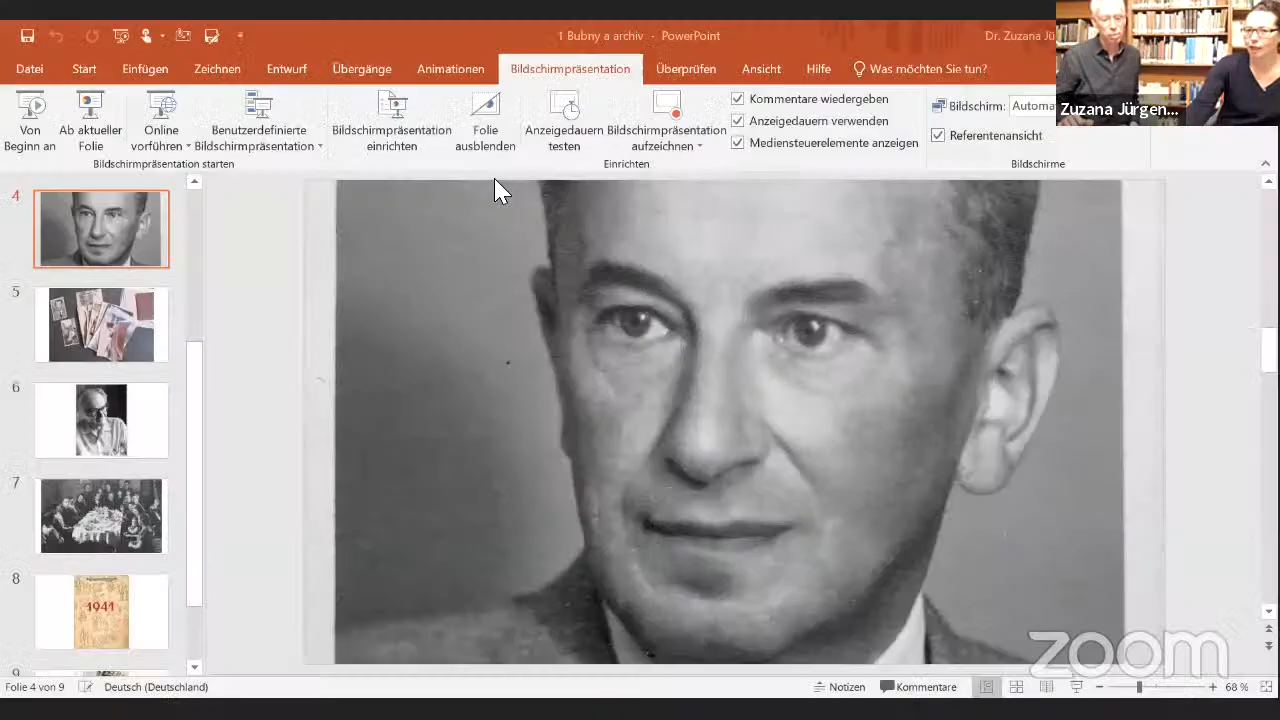 1 Bubny a archiv - PowerPoint
Dr. Zuzana Jü
Datei Start Einfügen Zeichnen Entwurf Übergänge Animationen Bildschirmpräsentation Überprüfen Ansicht Hilfe Was möchten Sie tun?
Von Beginn an
Ab aktueller Folie
Online vorführen
Benutzerdefinierte Bildschirmpräsentation
Bildschirmpräsentation einrichten
Folie ausblenden
Anzeigedauern testen
Bildschirmpräsentation aufzeichnen
Kommentare wiedergeben
Anzeigedauern verwenden
Mediensteuerelemente anzeigen
Bildschirm: Automa
Referentenansicht
Bildschirmpräsentation starten
Einrichten
Bildschirme
Zuzana Jürgen...
4
5
6
7
8
1941
9
zoom
Folie 4 von 9 Deutsch (Deutschland) Notizen Kommentare 68 %